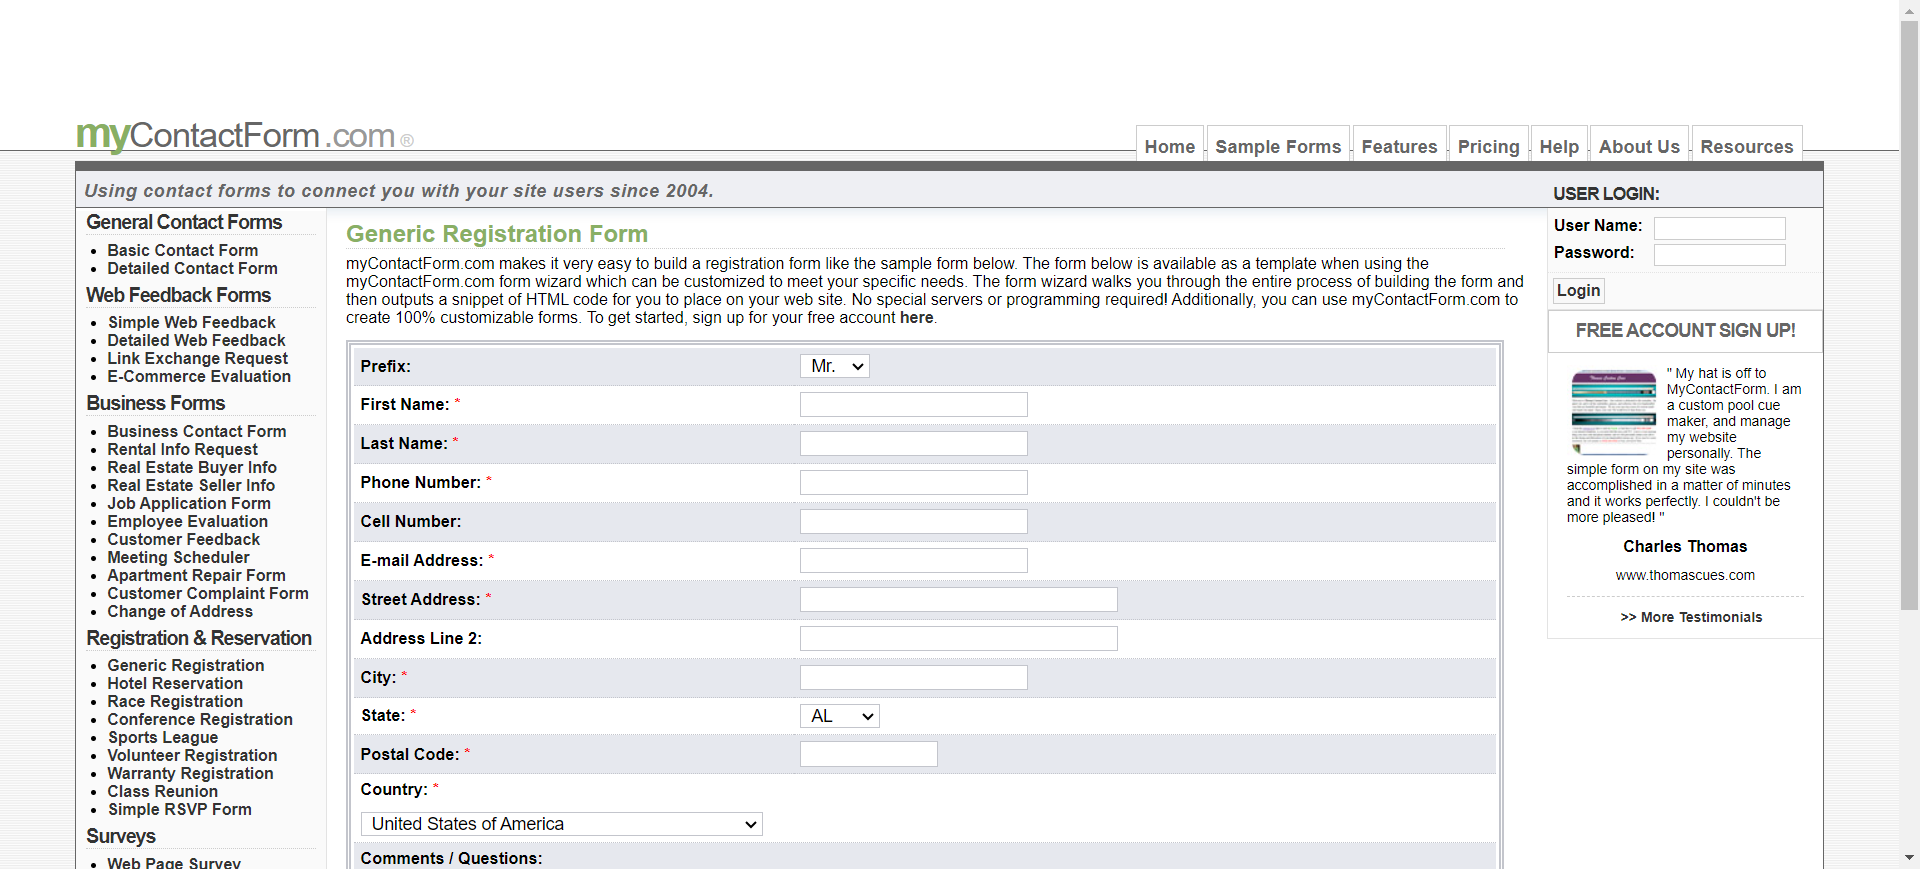 myContactForm.com®
Home
Sample Forms
Features
Pricing
Help
About Us
Resources
Using contact forms to connect you with your site users since 2004.
General Contact Forms
Basic Contact Form
Detailed Contact Form
Web Feedback Forms
Simple Web Feedback
Detailed Web Feedback
Link Exchange Request
E-Commerce Evaluation
Business Forms
Business Contact Form
Rental Info Request
Real Estate Buyer Info
Real Estate Seller Info
Job Application Form
Employee Evaluation
Customer Feedback
Meeting Scheduler
Apartment Repair Form
Customer Complaint Form
Change of Address
Registration & Reservation
Generic Registration
Hotel Reservation
Race Registration
Conference Registration
Sports League
Volunteer Registration
Warranty Registration
Class Reunion
Simple RSVP Form
Surveys
Web Page Survey
Generic Registration Form
myContactForm.com makes it very easy to build a registration form like the sample form below. The form below is available as a template when using the
myContactForm.com form wizard which can be customized to meet your specific needs. The form wizard walks you through the entire process of building the form and
then outputs a snippet of HTML code for you to place on your web site. No special servers or programming required! Additionally, you can use myContactForm.com to
create 100% customizable forms. To get started, sign up for your free account here.
Prefix: Mr.
First Name: *
Last Name: *
Phone Number: *
Cell Number:
E-mail Address: *
Street Address: *
Address Line 2:
City: *
State: * AL
Postal Code: *
Country: *
United States of America
Comments / Questions:
USER LOGIN:
User Name:
Password:
Login
FREE ACCOUNT SIGN UP!
" My hat is off to
MyContactForm. I am
a custom pool cue
maker, and manage
my website
personally. The
simple form on my site was
accomplished in a matter of minutes
and it works perfectly. I couldn't be
more pleased! "
Charles Thomas
www.thomascues.com
>> More Testimonials